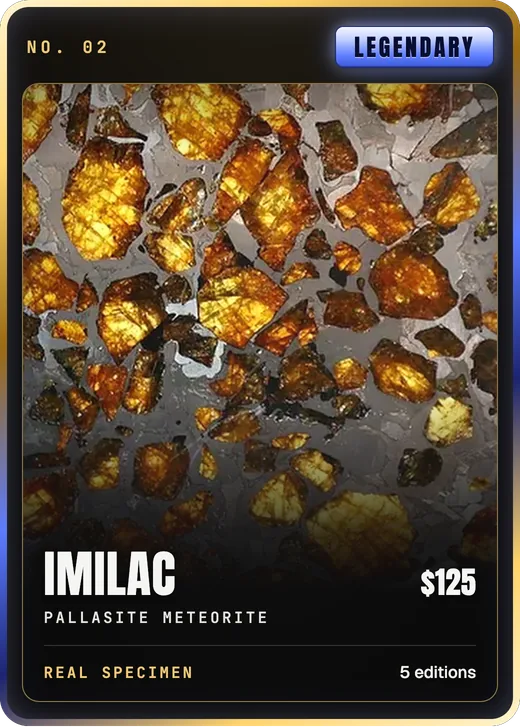 NO. 02
LEGENDARY
IMILAC
$125
PALLASITE METEORITE
REAL SPECIMEN
5 editions